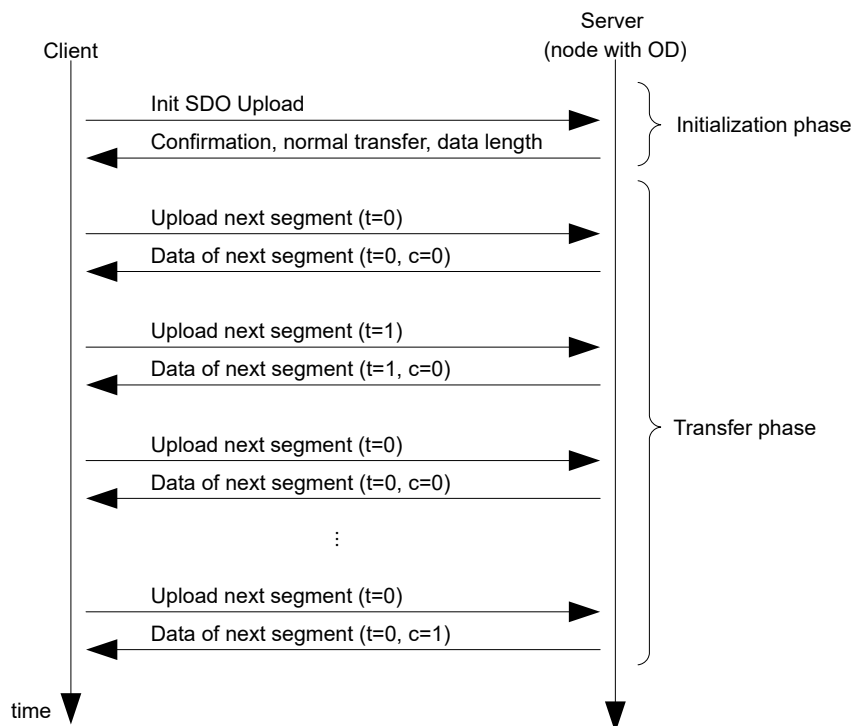 Server
(node with OD)
Client
Init SDO Upload
Confirmation, normal transfer, data length
Initialization phase
Upload next segment (t=0)
Data of next segment (t=0, c=0)
Upload next segment (t=1)
Data of next segment (t=1, c=0)
Transfer phase
Upload next segment (t=0)
Data of next segment (t=0, c=0)
⋮
Upload next segment (t=0)
Data of next segment (t=0, c=1)
time